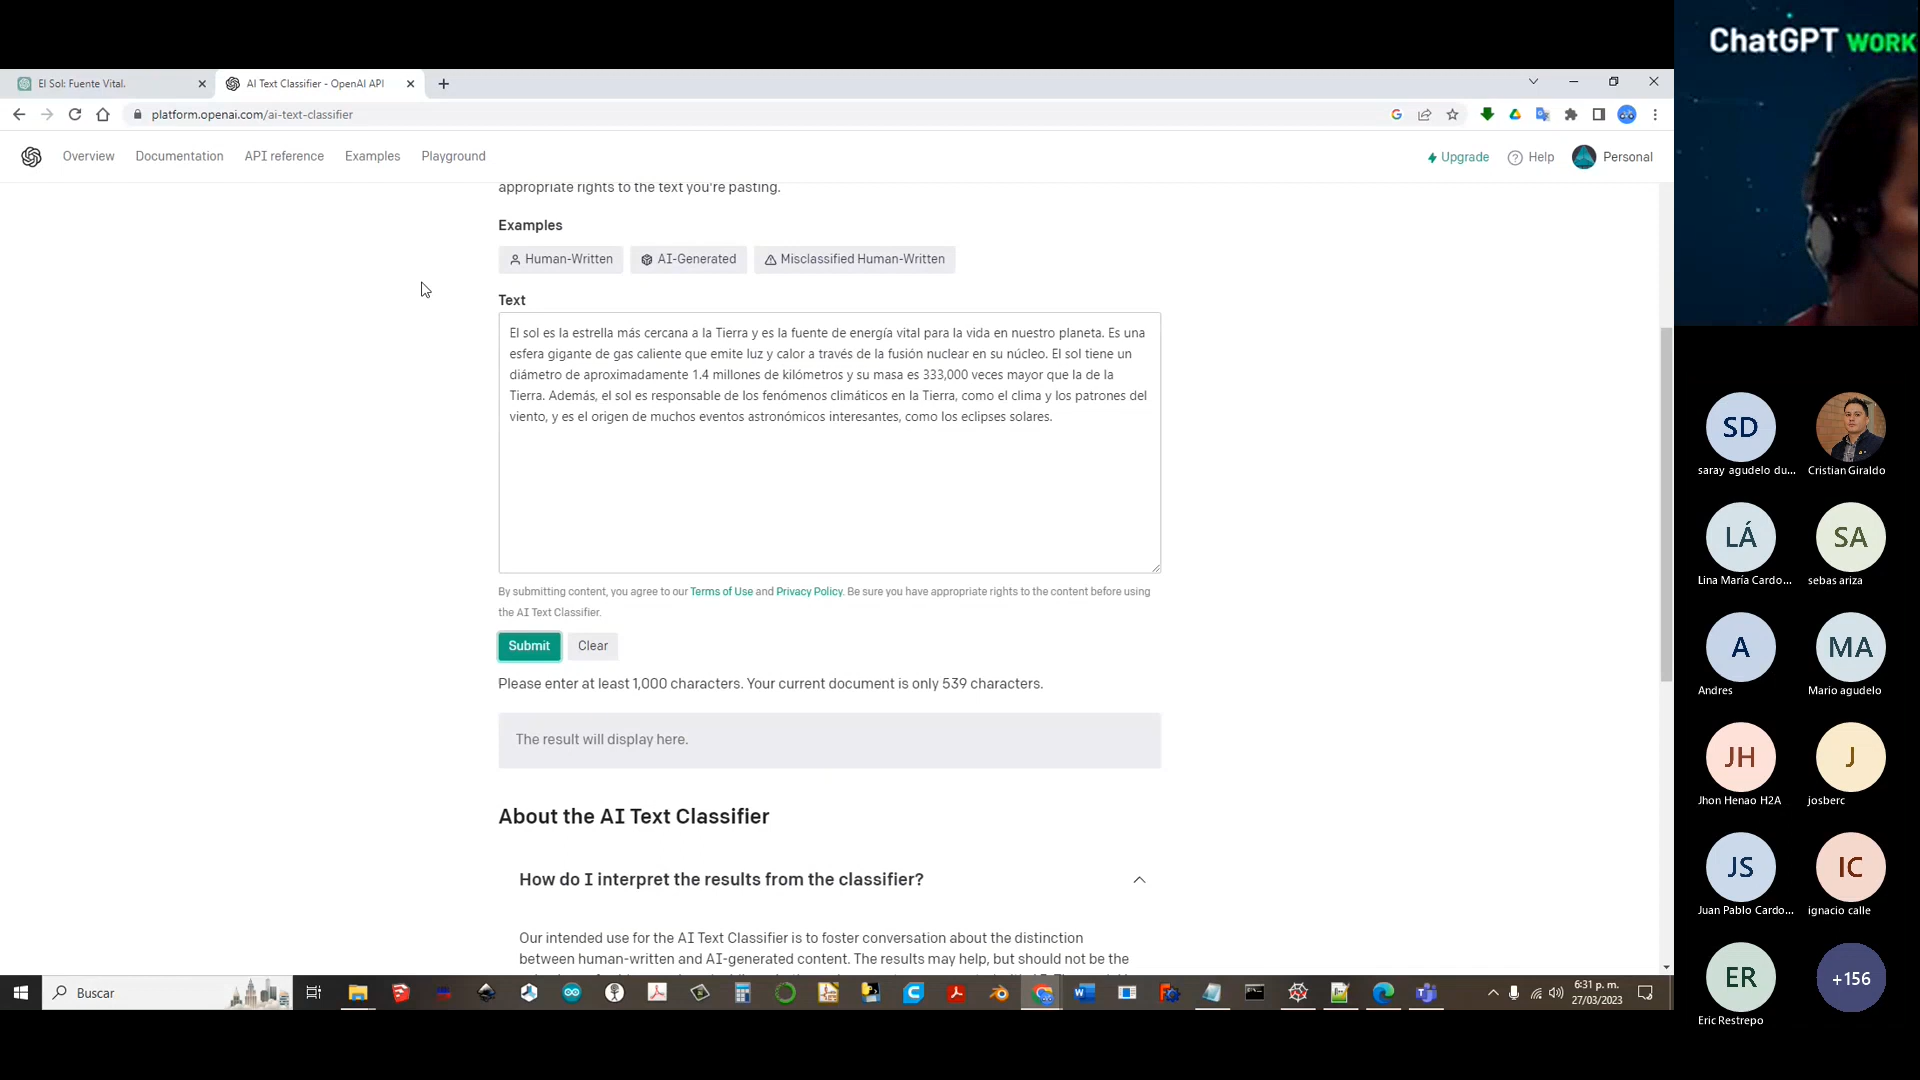 ChatGPT WORK
El Sol: Fuente Vital.
AI Text Classifier - OpenAI API
platform.openai.com/ai-text-classifier
Overview
Documentation
API reference
Examples
Playground
Upgrade
Help
Personal
appropriate rights to the text you're pasting.
Examples
Human-Written
AI-Generated
Misclassified Human-Written
Text
El sol es la estrella más cercana a la Tierra y es la fuente de energía vital para la vida en nuestro planeta. Es una
esfera gigante de gas caliente que emite luz y calor a través de la fusión nuclear en su núcleo. El sol tiene un
diámetro de aproximadamente 1.4 millones de kilómetros y su masa es 333,000 veces mayor que la de la
Tierra. Además, el sol es responsable de los fenómenos climáticos en la Tierra, como el clima y los patrones del
viento, y es el origen de muchos eventos astronómicos interesantes, como los eclipses solares.
By submitting content, you agree to our Terms of Use and Privacy Policy. Be sure you have appropriate rights to the content before using
the AI Text Classifier.
Submit
Clear
Please enter at least 1,000 characters. Your current document is only 539 characters.
The result will display here.
About the AI Text Classifier
How do I interpret the results from the classifier?
Our intended use for the AI Text Classifier is to foster conversation about the distinction
between human-written and AI-generated content. The results may help, but should not be the
Buscar
6:31 p. m.
27/03/2023
SD
saray agudelo du...
Cristian Giraldo
LÁ
Lina María Cardo...
SA
sebas ariza
A
Andres
MA
Mario agudelo
JH
Jhon Henao H2A
J
josberc
JS
Juan Pablo Cardo...
IC
ignacio calle
ER
Eric Restrepo
+156